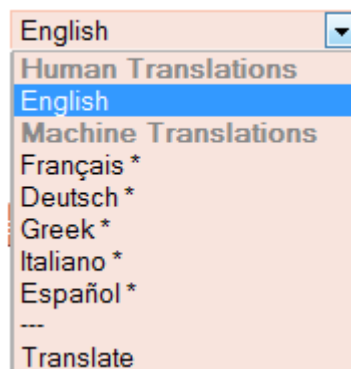 English
Human Translations
English
Machine Translations
Français *
Deutsch *
Greek *
Italiano *
Español *
---
Translate